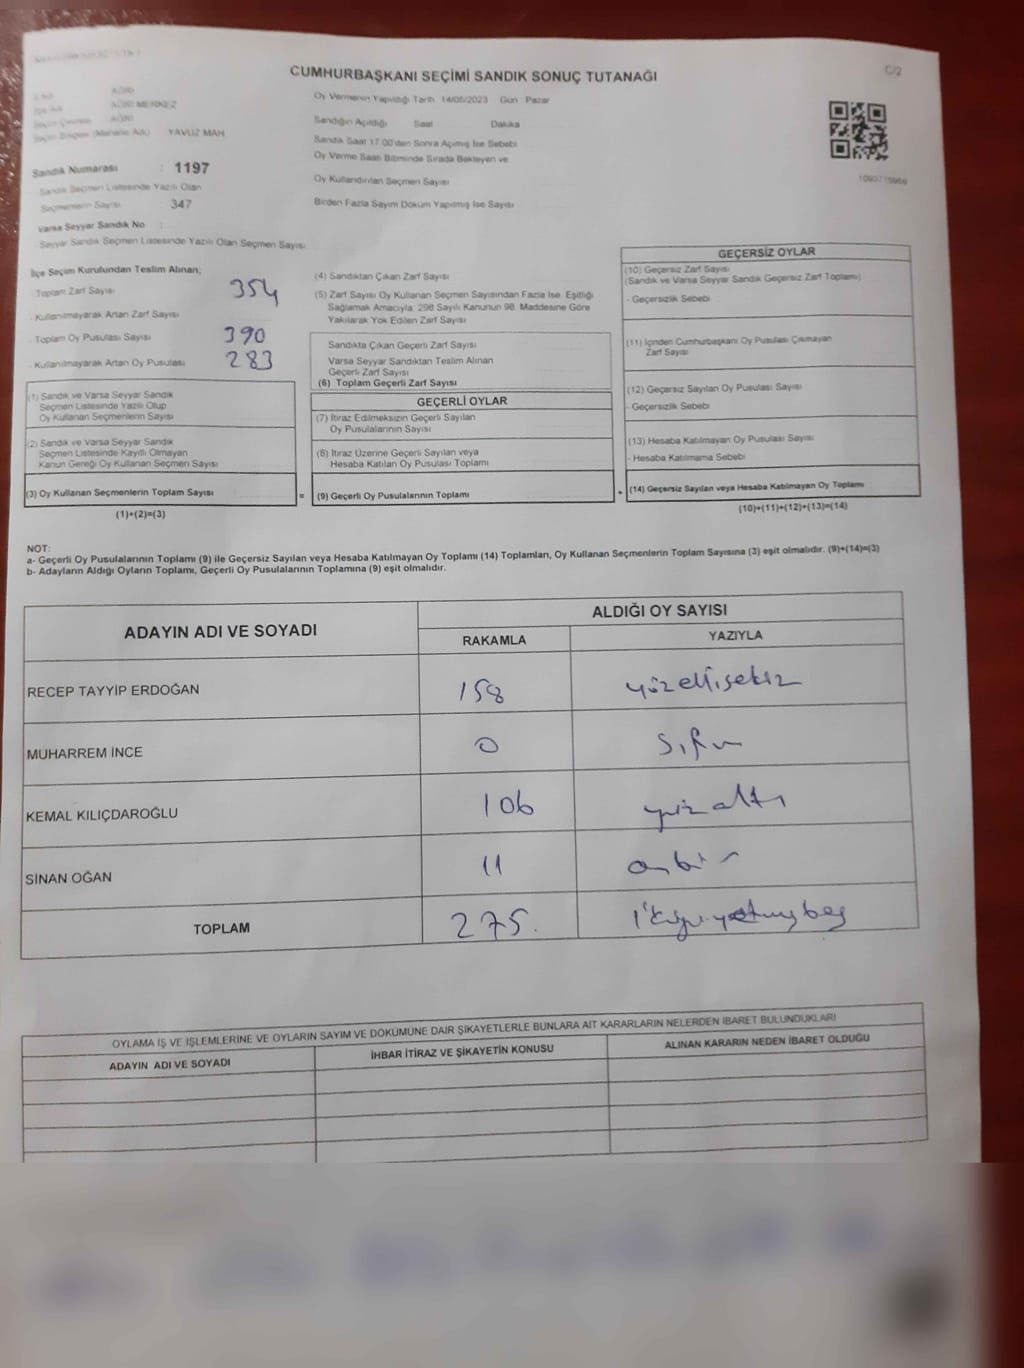 CUMHURBAŞKANI SEÇİMİ SANDIK SONUÇ TUTANAĞI
C/2
AĞRI
AĞRI MERKEZ
AĞRI
Seçim Bölgesi (Mahalle Adı) YAVUZ MAH
Sandık Numarası : 1197
Sandık Seçmen Listesinde Yazılı Olan
Seçmenlerin Sayısı 347
Varsa Seyyar Sandık No :
- Seyyar Sandık Seçmen Listesinde Yazılı Olan Seçmen Sayısı
Oy Vermenin Yapıldığı Tarih 14/05/2023 Gün : Pazar
Sandığın Açıldığı Saat Dakika
Sandık Saat 17.00'den Sonra Açımış İse Sebebi
Oy Verme Saati Bitiminde Sırada Bekleyen ve
Oy Kullandırılan Seçmen Sayısı
Birden Fazla Sayım Döküm Yapılmış İse Sayısı
İlçe Seçim Kurulundan Teslim Alınan;
- Toplam Zarf Sayısı 354
- Kullanılmayarak Artan Zarf Sayısı
- Toplam Oy Pusulası Sayısı 390
- Kullanılmayarak Artan Oy Pusulası 283
(1) Sandık ve Varsa Seyyar Sandık
Seçmen Listesinde Yazılı Olup
Oy Kullanan Seçmenlerin Sayısı
(2) Sandık ve Varsa Seyyar Sandık
Seçmen Listesinde Kayıtlı Olmayan
Kanun Gereği Oy Kullanan Seçmen Sayısı
(3) Oy Kullanan Seçmenlerin Toplam Sayısı
(1)+(2)=(3)
=
(4) Sandıktan Çıkan Zarf Sayısı
(5) Zarf Sayısı Oy Kullanan Seçmen Sayısından Fazla İse. Eşitliği
Sağlamak Amacıyla; 298 Sayılı Kanunun 98. Maddesine Göre
Yakılarak Yok Edilen Zarf Sayısı
Sandıkta Çıkan Geçerli Zarf Sayısı
Varsa Seyyar Sandıktan Teslim Alınan
Geçerli Zarf Sayısı
(6) Toplam Geçerli Zarf Sayısı
GEÇERLİ OYLAR
(7) İtiraz Edilmeksizin Geçerli Sayılan
Oy Pusulalarının Sayısı
(8) İtiraz Üzerine Geçerli Sayılan veya
Hesaba Katılan Oy Pusulası Toplamı
(9) Geçerli Oy Pusulalarının Toplamı
+
GEÇERSİZ OYLAR
(10) Geçersiz Zarf Sayısı
(Sandık ve Varsa Seyyar Sandık Geçersiz Zarf Toplamı)
- Geçersizlik Sebebi
(11) İçinden Cumhurbaşkanı Oy Pusulası Çıkmayan
Zarf Sayısı
(12) Geçersiz Sayılan Oy Pusulası Sayısı
- Geçersizlik Sebebi
(13) Hesaba Katılmayan Oy Pusulası Sayısı
- Hesaba Katılmama Sebebi
(14) Geçersiz Sayılan veya Hesaba Katılmayan Oy Toplamı
(10)+(11)+(12)+(13)=(14)
NOT:
a- Geçerli Oy Pusulalarının Toplamı (9) ile Geçersiz Sayılan veya Hesaba Katılmayan Oy Toplamı (14) Toplamları, Oy Kullanan Seçmenlerin Toplam Sayısına (3) eşit olmalıdır. (9)+(14)=(3)
b- Adayların Aldığı Oyların Toplamı, Geçerli Oy Pusulalarının Toplamına (9) eşit olmalıdır.
ADAYIN ADI VE SOYADI
ALDIĞI OY SAYISI
RAKAMLA YAZIYLA
RECEP TAYYİP ERDOĞAN 158 yüzellisekiz
MUHARREM İNCE 0 sıfır
KEMAL KILIÇDAROĞLU 106 yüzaltı
SİNAN OĞAN 11 onbir
TOPLAM 275. ikiyüzyetmişbeş
OYLAMA İŞ VE İŞLEMLERİNE VE OYLARIN SAYIM VE DÖKÜMÜNE DAİR ŞİKAYETLERLE BUNLARA AİT KARARLARIN NELERDEN İBARET BULUNDUKLARI
ADAYIN ADI VE SOYADI İHBAR İTİRAZ VE ŞİKAYETİN KONUSU ALINAN KARARIN NEDEN İBARET OLDUĞU